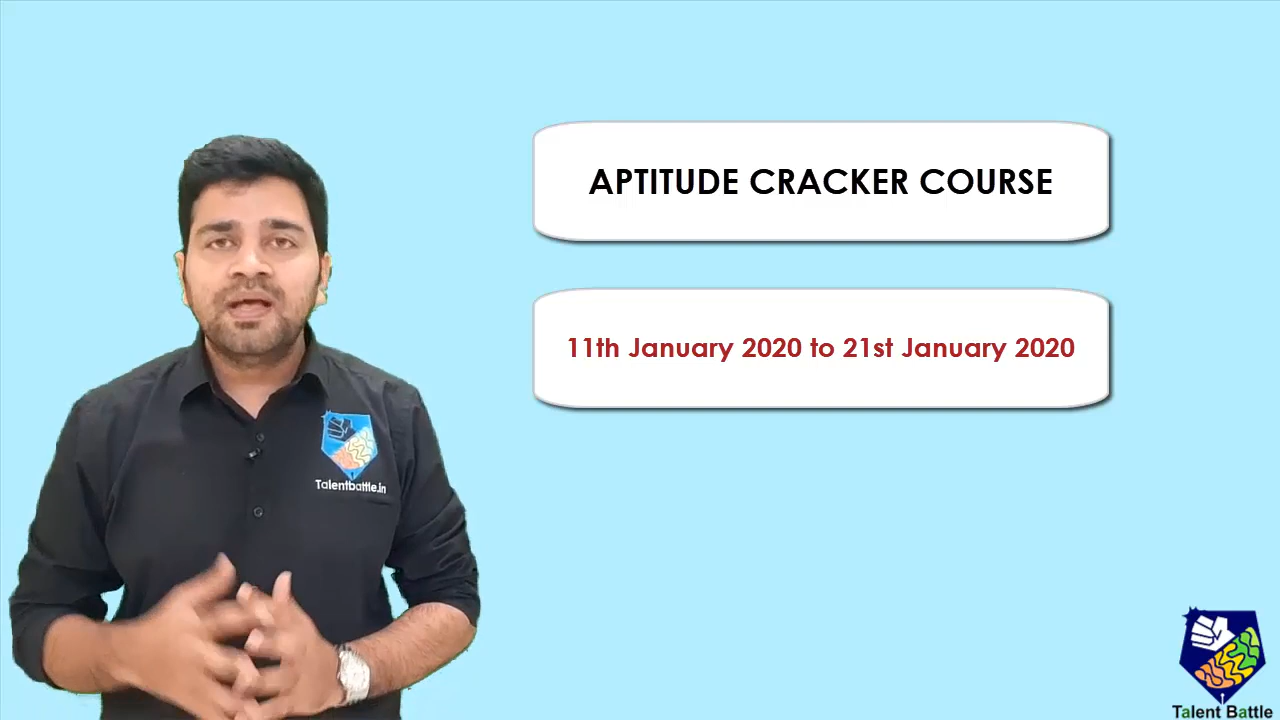 APTITUDE CRACKER COURSE
11th January 2020 to 21st January 2020
Talentbattle.in
Talent Battle